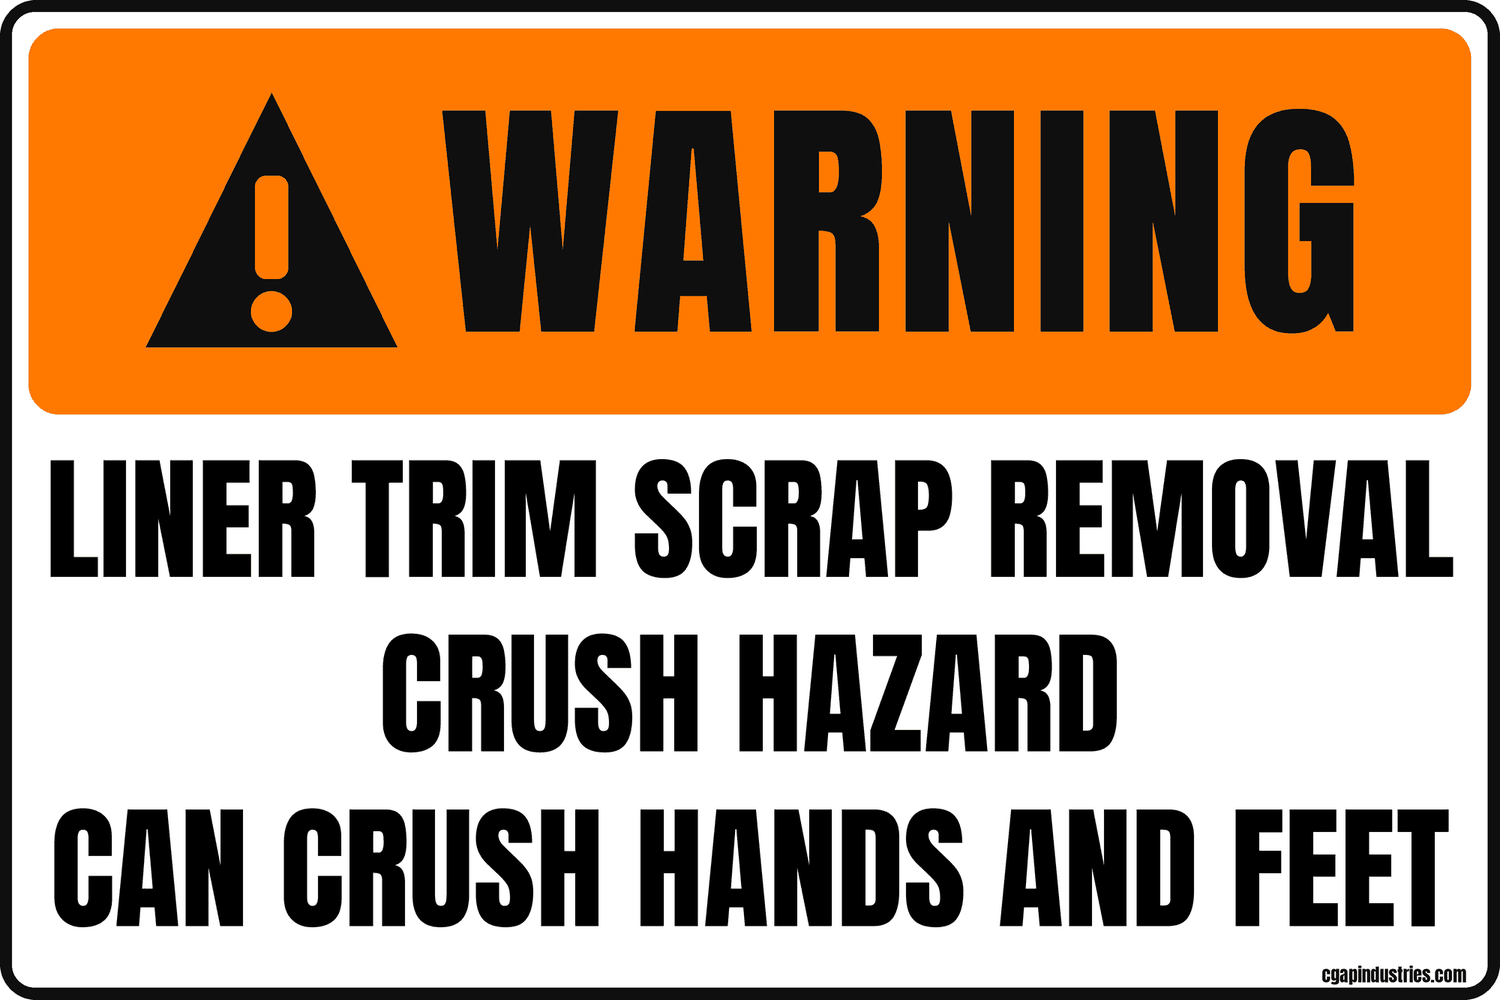 WARNING
LINER TRIM SCRAP REMOVAL
CRUSH HAZARD
CAN CRUSH HANDS AND FEET
cgapindustries.com